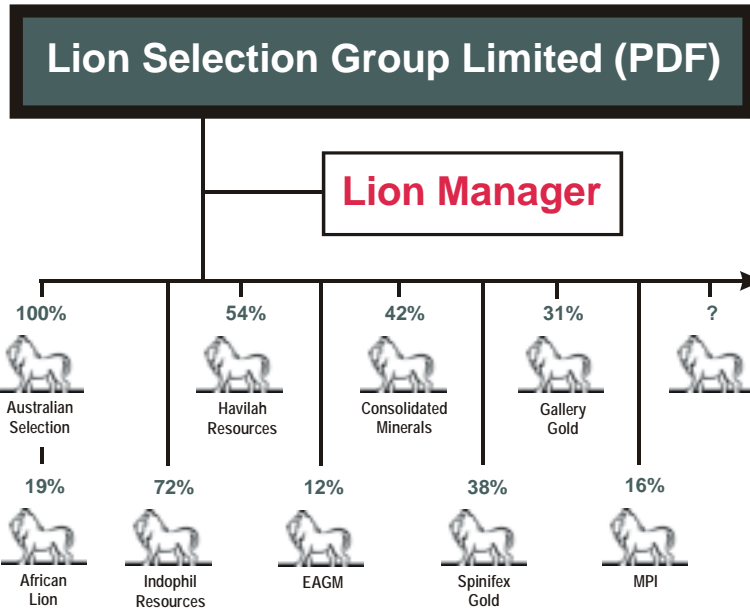 Lion Selection Group Limited (PDF)
Lion Manager
100%
54%
42%
31%
?
Australian
Selection
Havilah
Resources
Consolidated
Minerals
Gallery
Gold
19%
72%
12%
38%
16%
African
Lion
Indophil
Resources
EAGM
Spinifex
Gold
MPI